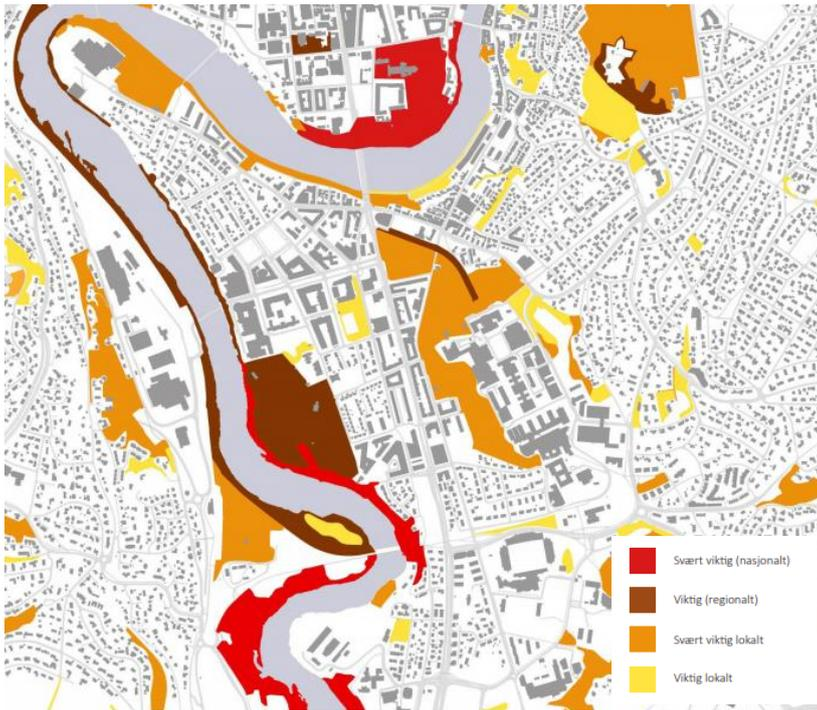 Svært viktig (nasjonalt)
Viktig (regionalt)
Svært viktig lokalt
Viktig lokalt